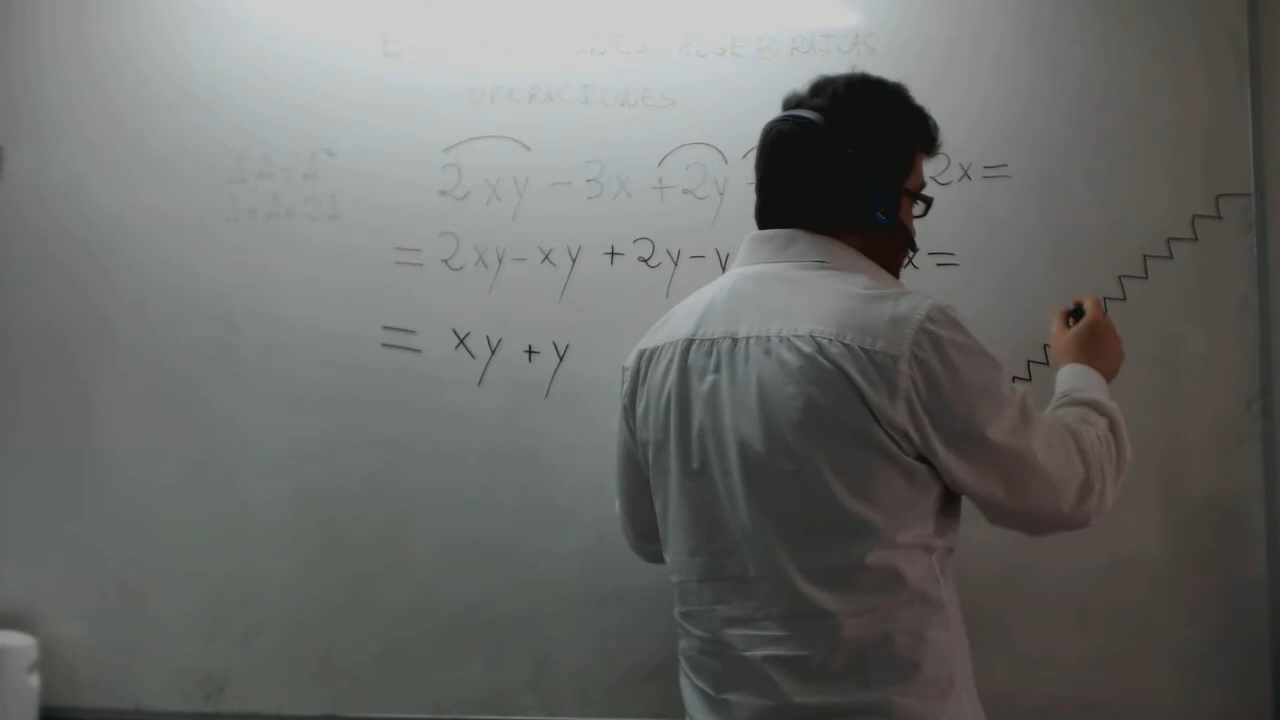 ALGEBRAICAS
OPERACIONES
2xy - 3x + 2y 2x =
= 2xy - xy + 2y - y x =
= xy + y